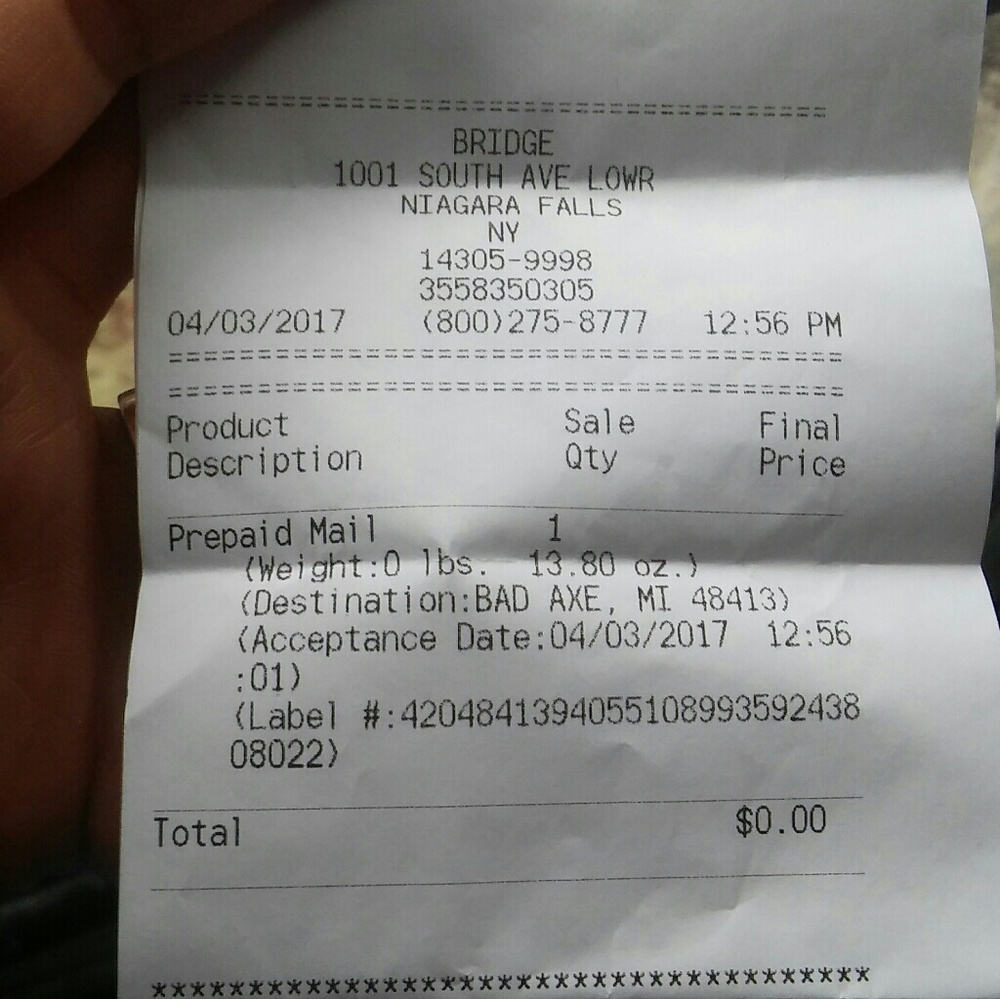 ==================================
BRIDGE
1001 SOUTH AVE LOWR
NIAGARA FALLS
NY
14305-9998
3558350305
04/03/2017 (800)275-8777 12:56 PM
==================================
==================================
Product Sale Final
Description Qty Price
Prepaid Mail 1
(Weight:0 lbs. 13.80 oz.)
(Destination:BAD AXE, MI 48413)
(Acceptance Date:04/03/2017 12:56
:01)
(Label #:4204841394055108993592438
08022)
Total $0.00
**************************************